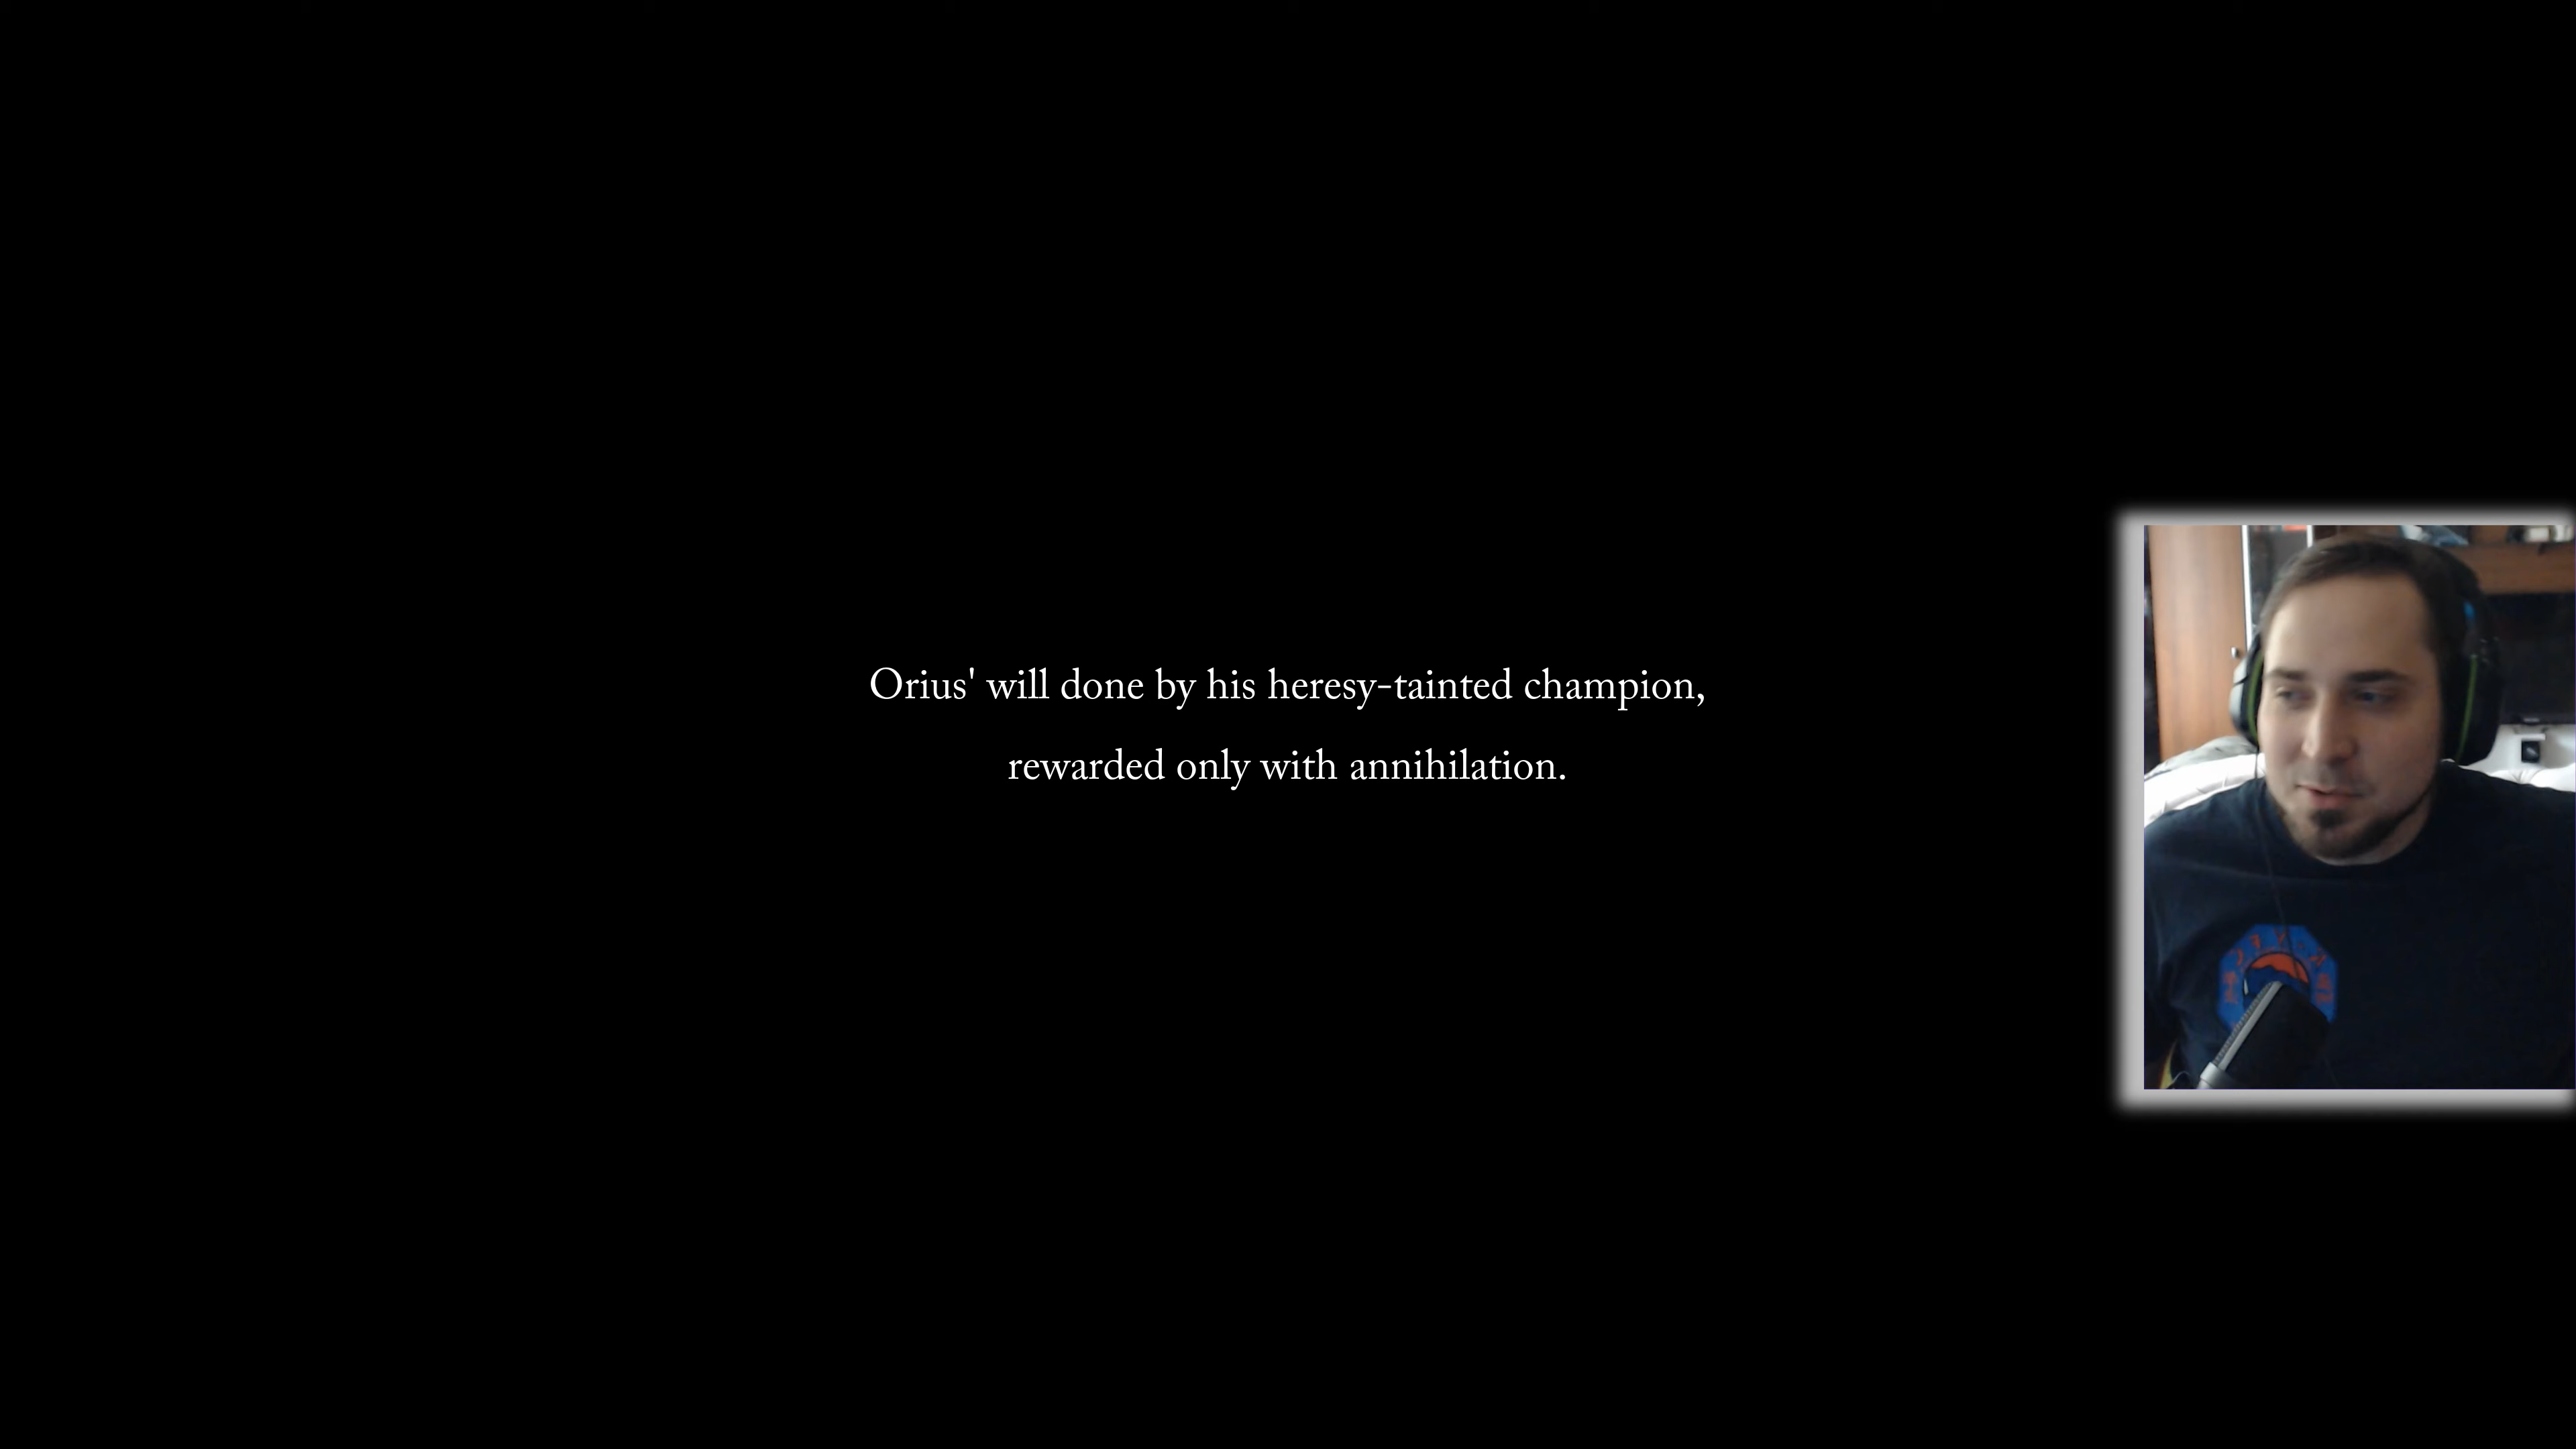 Orius' will done by his heresy-tainted champion,
rewarded only with annihilation.